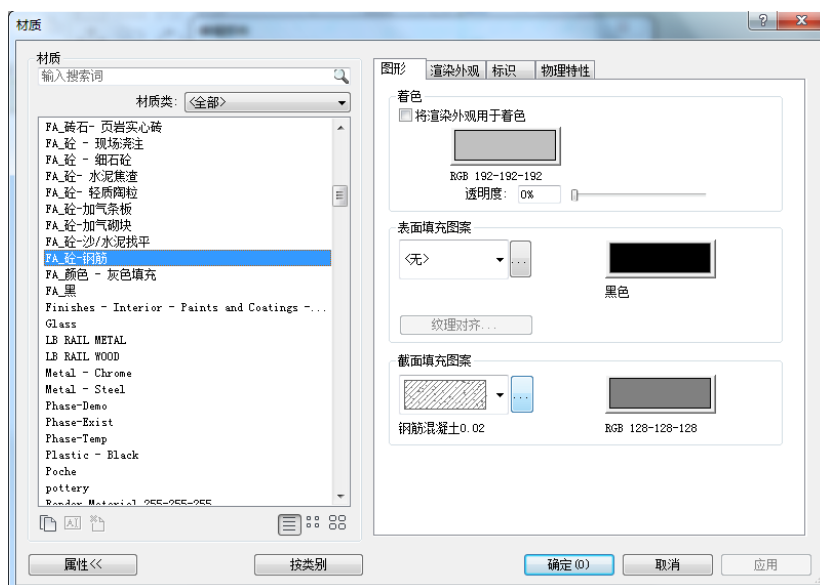 材质
材质
输入搜索词
材质类: <全部>
FA_砖石- 页岩实心砖
FA_砼 - 现场浇注
FA_砼 - 细石砼
FA_砼- 水泥焦渣
FA_砼- 轻质陶粒
FA_砼-加气条板
FA_砼-加气砌块
FA_砼-沙/水泥找平
FA_砼-钢筋
FA_颜色 - 灰色填充
FA_黑
Finishes - Interior - Paints and Coatings -...
Glass
LB RAIL METAL
LB RAIL WOOD
Metal - Chrome
Metal - Steel
Phase-Demo
Phase-Exist
Phase-Temp
Plastic - Black
Poche
pottery
Render Material 255-255-255
属性<<
按类别
图形 渲染外观 标识 物理特性
着色
将渲染外观用于着色
RGB 192-192-192
透明度: 0%
表面填充图案
<无> ...
黑色
纹理对齐...
截面填充图案
...
钢筋混凝土0.02
RGB 128-128-128
确定(O) 取消 应用